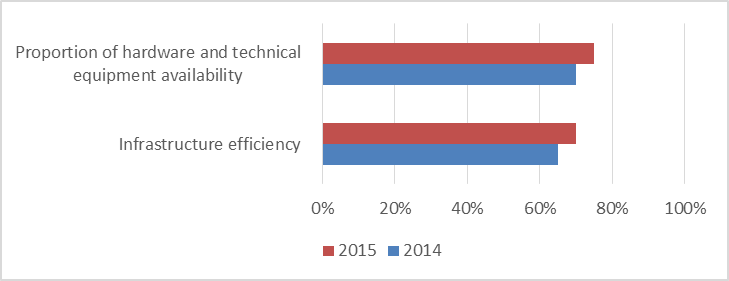 Proportion of hardware and technical
equipment availability
Infrastructure efficiency
0% 20% 40% 60% 80% 100%
2015 2014